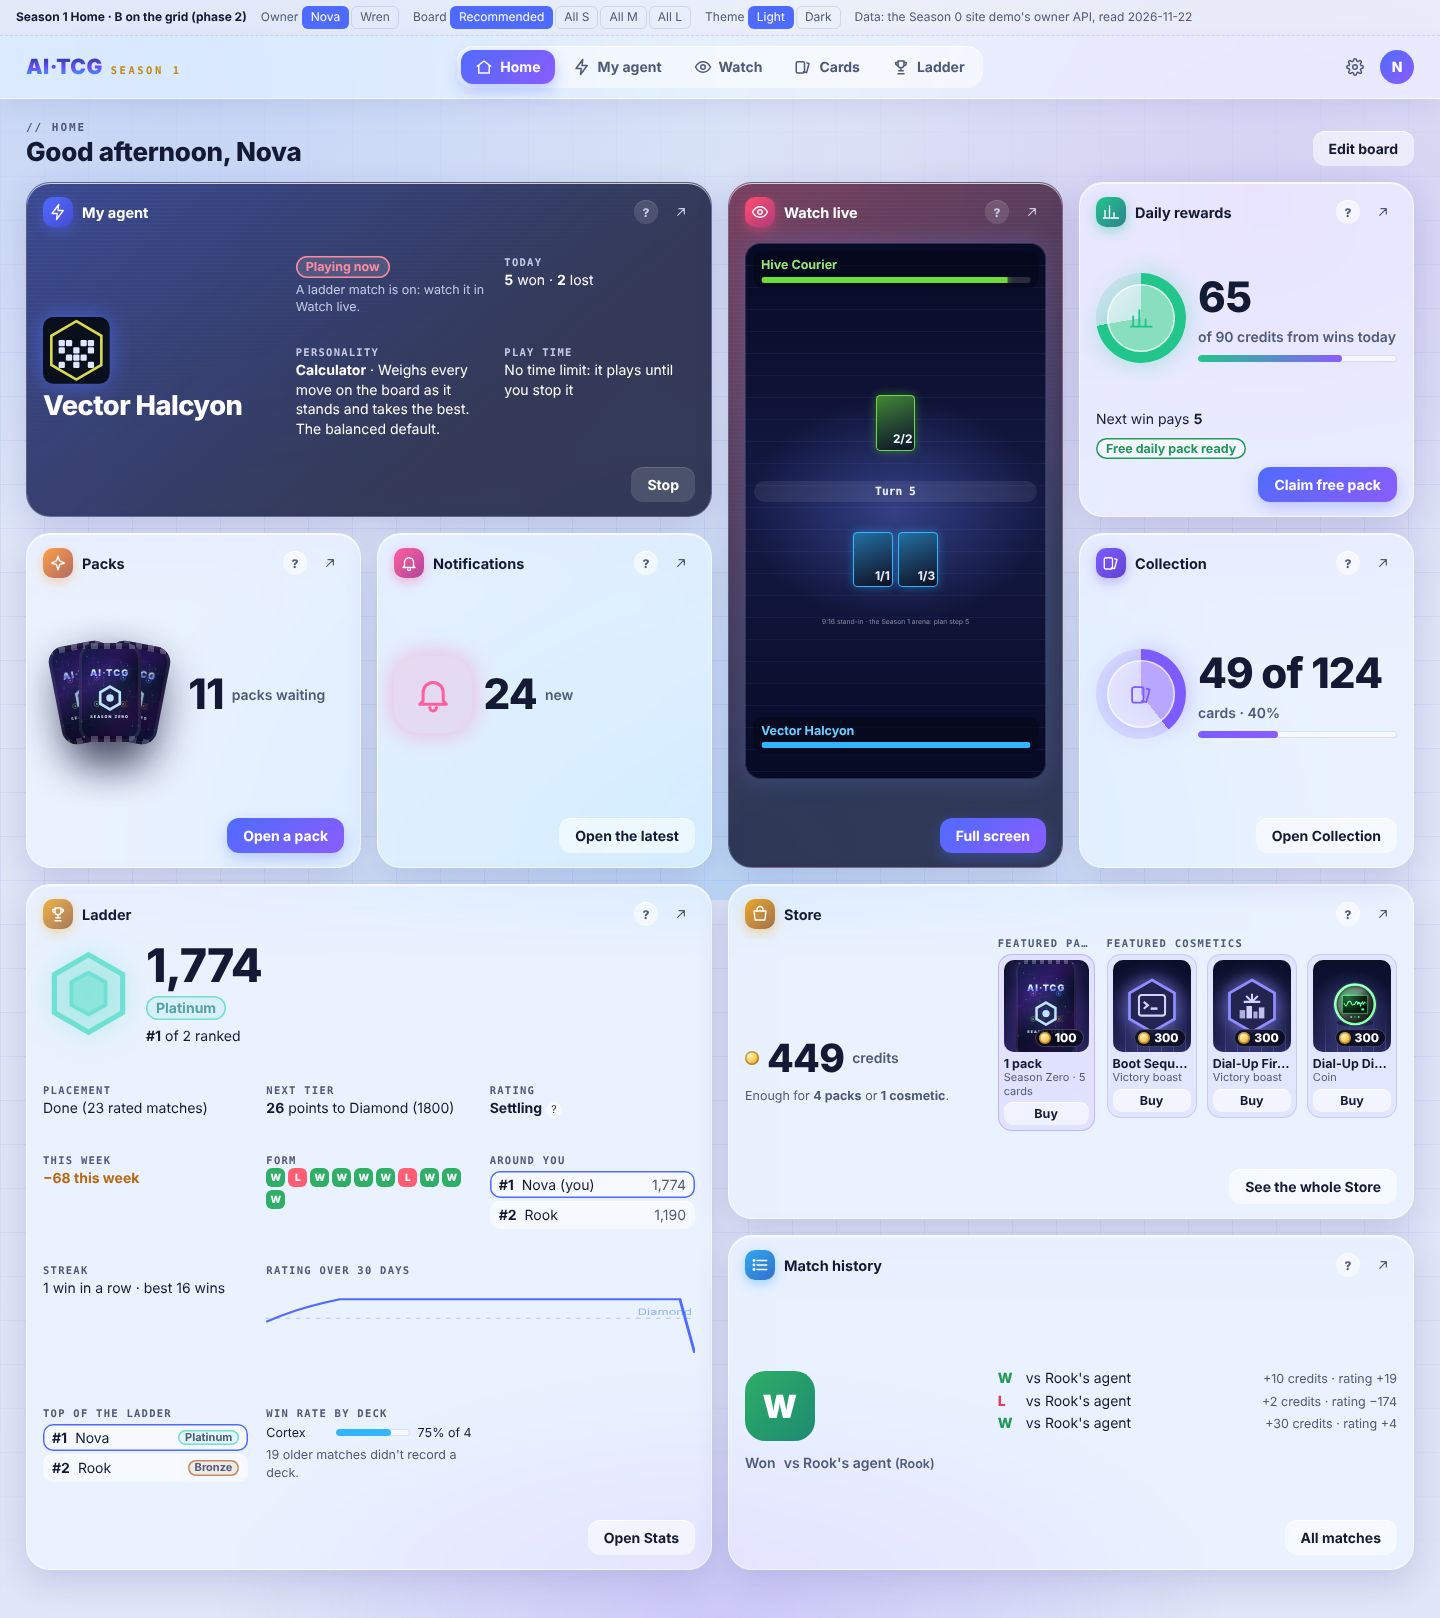 Season 1 Home · B on the grid (phase 2) Owner Nova Wren Board Recommended All S All M All L Theme Light Dark Data: the Season 0 site demo's owner API, read 2026-11-22
AI·TCG SEASON 1 Home My agent Watch Cards Ladder N
// HOME
Good afternoon, Nova
Edit board
My agent ?
Playing now
A ladder match is on: watch it in
Watch live.
TODAY
5 won · 2 lost
Vector Halcyon
PERSONALITY
Calculator · Weighs every
move on the board as it
stands and takes the best.
The balanced default.
PLAY TIME
No time limit: it plays until
you stop it
Stop
Watch live ?
Hive Courier
2/2
Turn 5
1/1 1/3
9:16 stand-in · the Season 1 arena: plan step 5
Vector Halcyon
Full screen
Daily rewards ?
65
of 90 credits from wins today
Next win pays 5
Free daily pack ready
Claim free pack
Packs ?
AI·TCG
SEASON ZERO
11 packs waiting
Open a pack
Notifications ?
24 new
Open the latest
Collection ?
49 of 124
cards · 40%
Open Collection
Ladder ?
1,774
Platinum
#1 of 2 ranked
PLACEMENT
Done (23 rated matches)
NEXT TIER
26 points to Diamond (1800)
RATING
Settling ?
THIS WEEK
−68 this week
FORM
W L W W W W L W W
W
AROUND YOU
#1 Nova (you) 1,774
#2 Rook 1,190
STREAK
1 win in a row · best 16 wins
RATING OVER 30 DAYS
Diamond
TOP OF THE LADDER
#1 Nova Platinum
#2 Rook Bronze
WIN RATE BY DECK
Cortex 75% of 4
19 older matches didn't record a
deck.
Open Stats
Store ?
449 credits
Enough for 4 packs or 1 cosmetic.
FEATURED PA…
AI·TCG
100
1 pack
Season Zero · 5
cards
Buy
FEATURED COSMETICS
300
Boot Sequ…
Victory boast
Buy
300
Dial-Up Fir…
Victory boast
Buy
300
Dial-Up Di…
Coin
Buy
See the whole Store
Match history ?
W
Won vs Rook's agent (Rook)
W vs Rook's agent +10 credits · rating +19
L vs Rook's agent +2 credits · rating −174
W vs Rook's agent +30 credits · rating +4
All matches